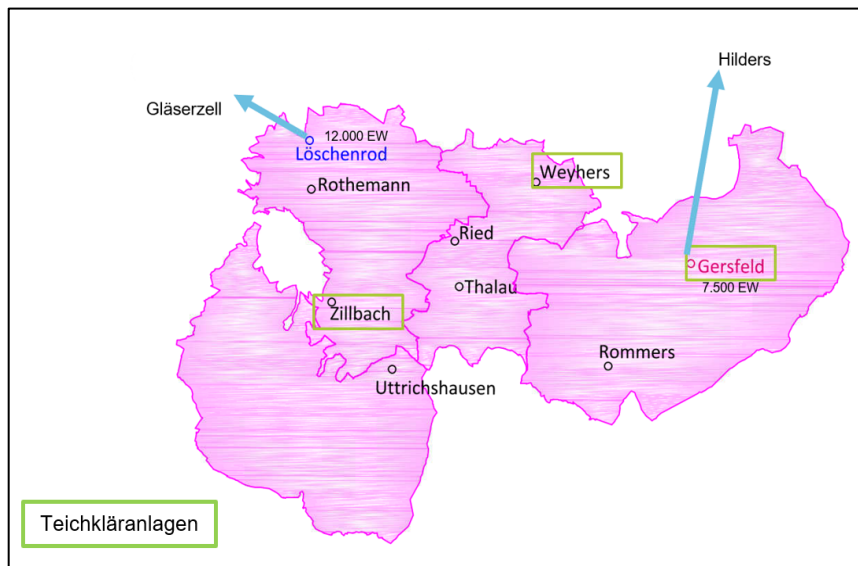 Hilders
Gläserzell
12.000 EW
Löschenrod
Rothemann
Weyhers
Ried
Gersfeld
7.500 EW
Thalau
Zillbach
Rommers
Uttrichshausen
Teichkläranlagen